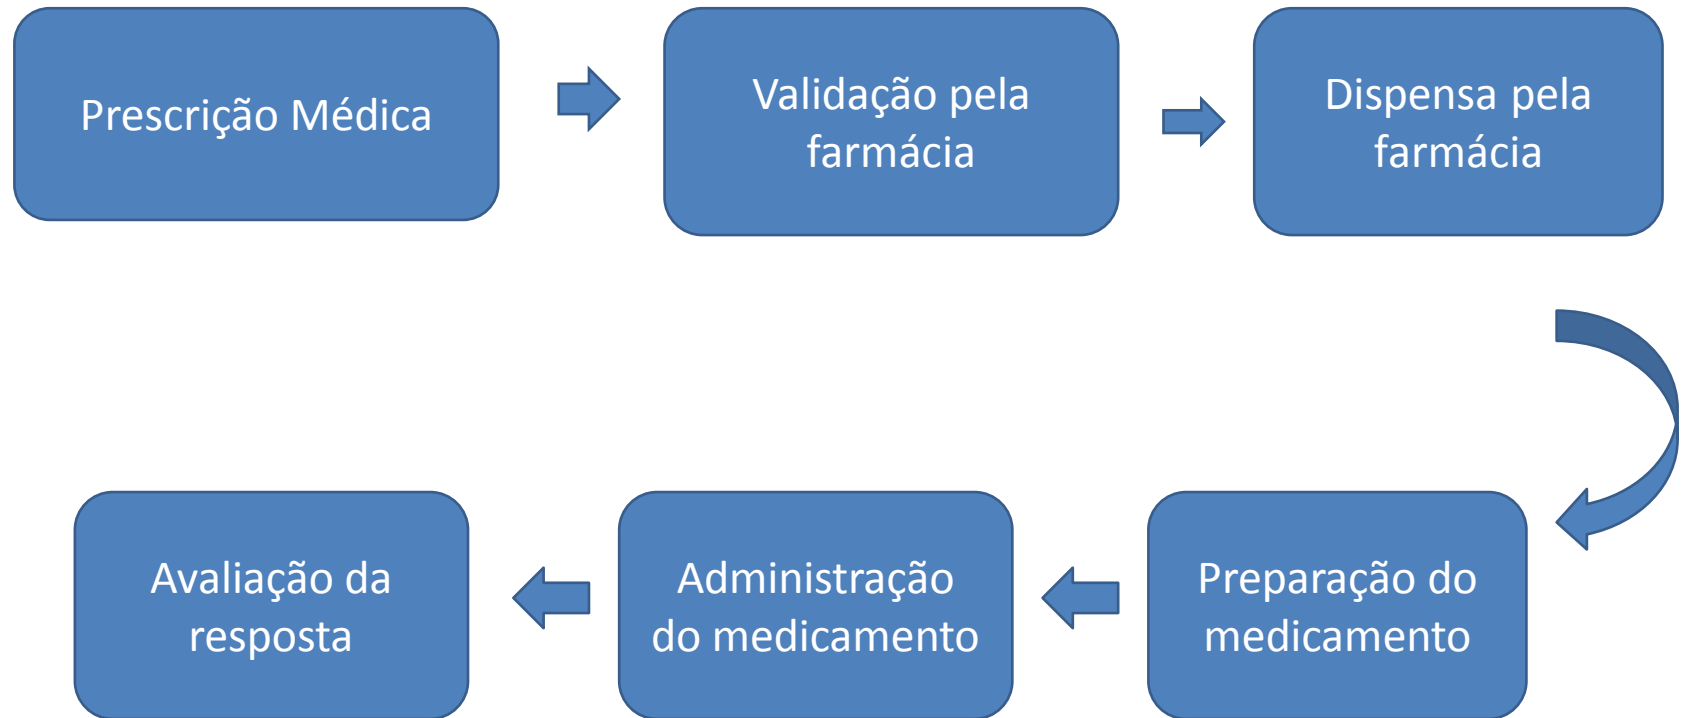 Prescrição Médica
Validação pela
farmácia
Dispensa pela
farmácia
Preparação do
medicamento
Administração
do medicamento
Avaliação da
resposta